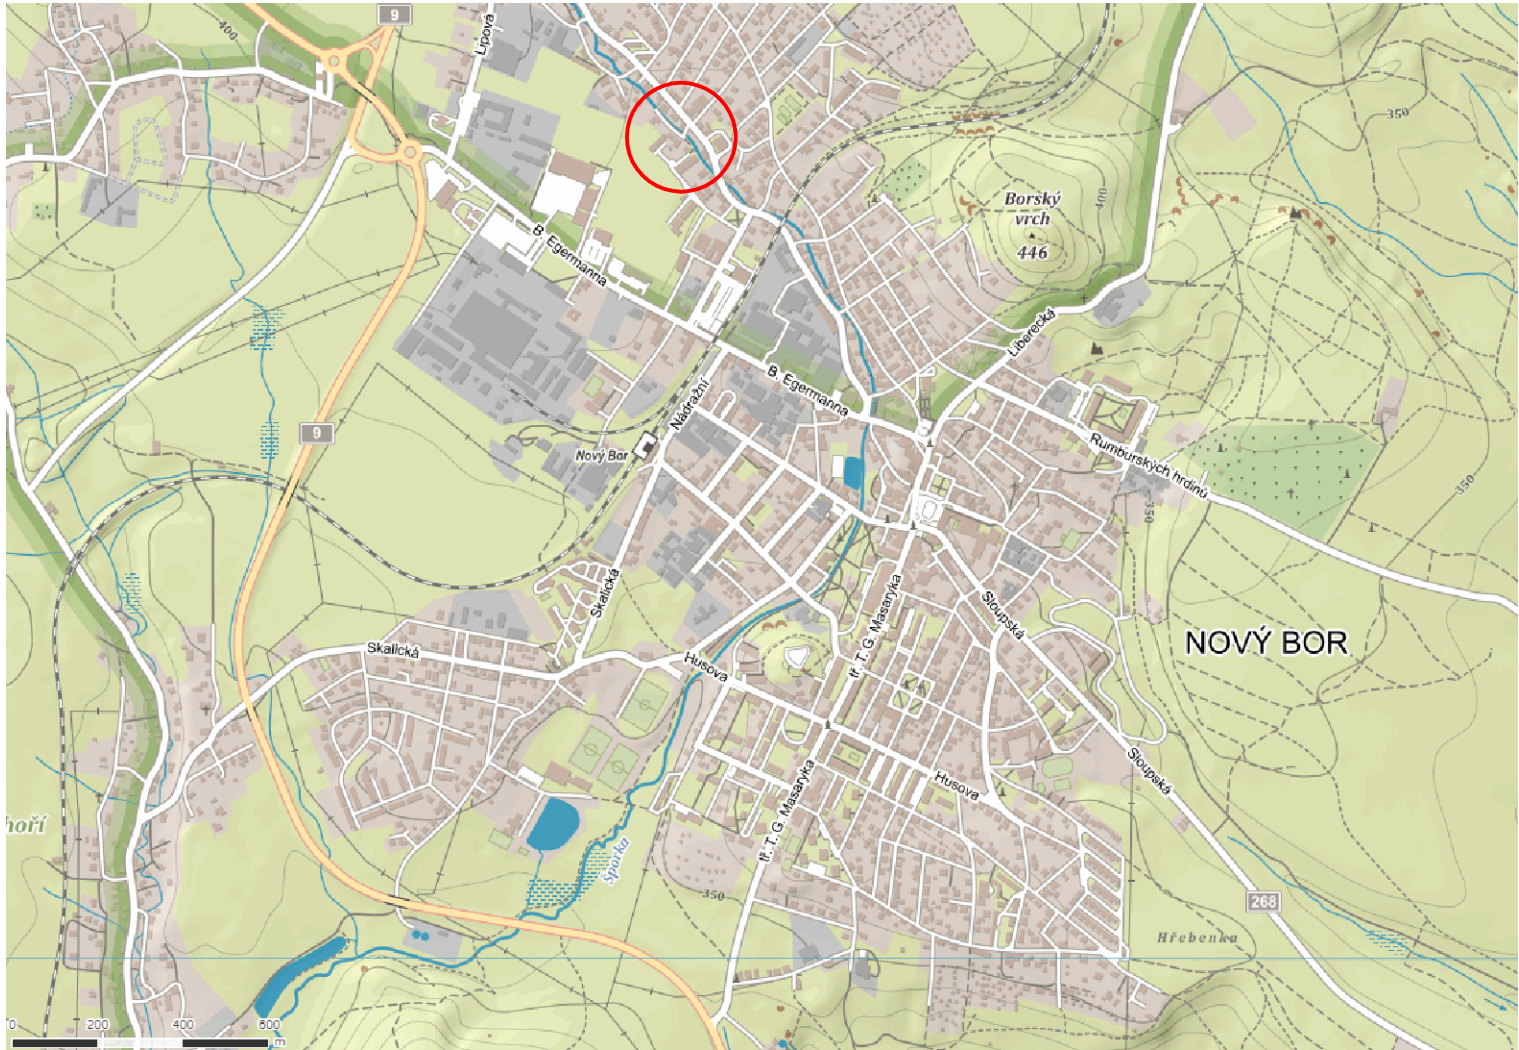 9
Lipová
400
350
Borský
vrch
446
400
B. Egermanna
Liberecká
B. Egermanna
Nádražní
9
Nový Bor
Rumburských hrdinů
350
350
Skalická
Sloupská
tř. T. G. Masaryka
NOVÝ BOR
Skalická
Husova
Sloupská
Husova
tř. T. G. Masaryka
hoří
Šporka
350
268
Hřebenka
0 200 400 600
m